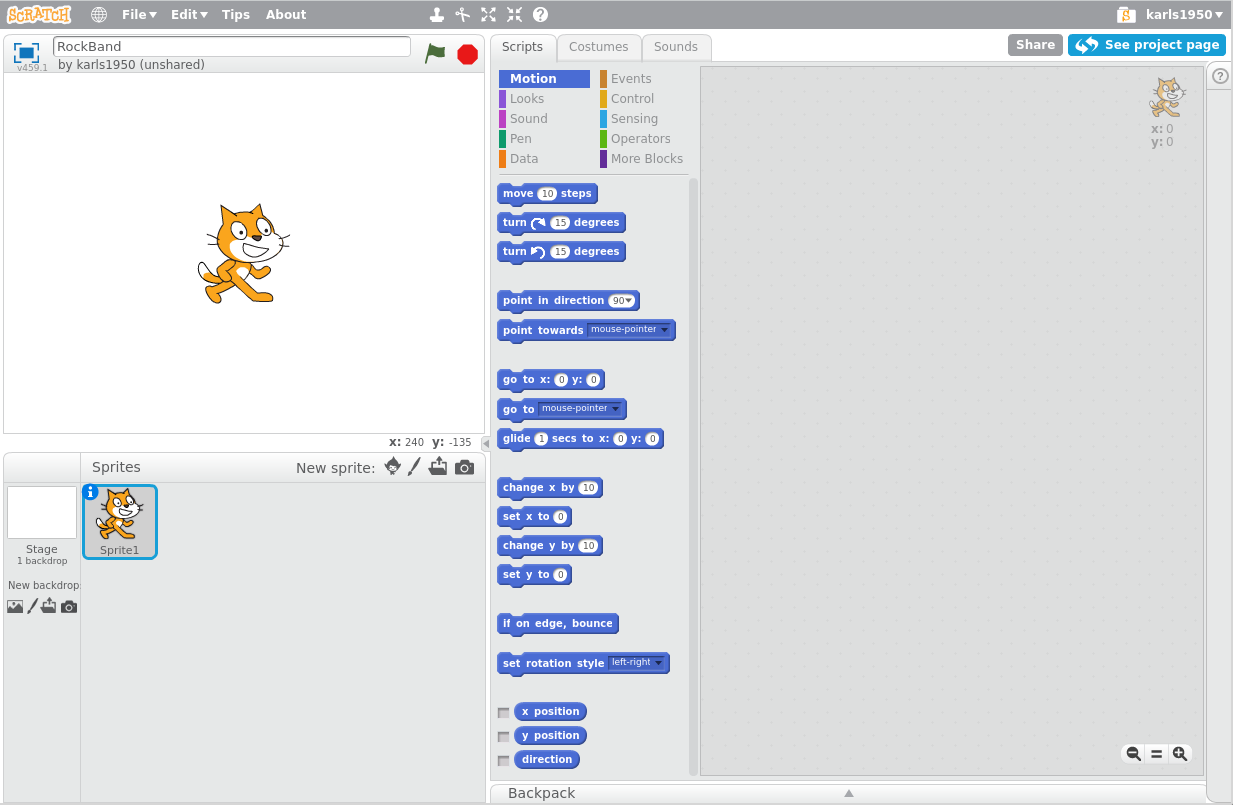 SCRATCH File Edit Tips About karls1950
RockBand
by karls1950 (unshared)
v459.1
Scripts Costumes Sounds Share See project page
Motion Events
Looks Control
Sound Sensing
Pen Operators
Data More Blocks
x: 0
y: 0
move 10 steps
turn 15 degrees
turn 15 degrees
point in direction 90
point towards mouse-pointer
go to x: 0 y: 0
go to mouse-pointer
glide 1 secs to x: 0 y: 0
change x by 10
set x to 0
change y by 10
set y to 0
if on edge, bounce
set rotation style left-right
x position
y position
direction
x: 240 y: -135
Sprites New sprite:
Stage
1 backdrop
New backdrop:
Sprite1
Backpack